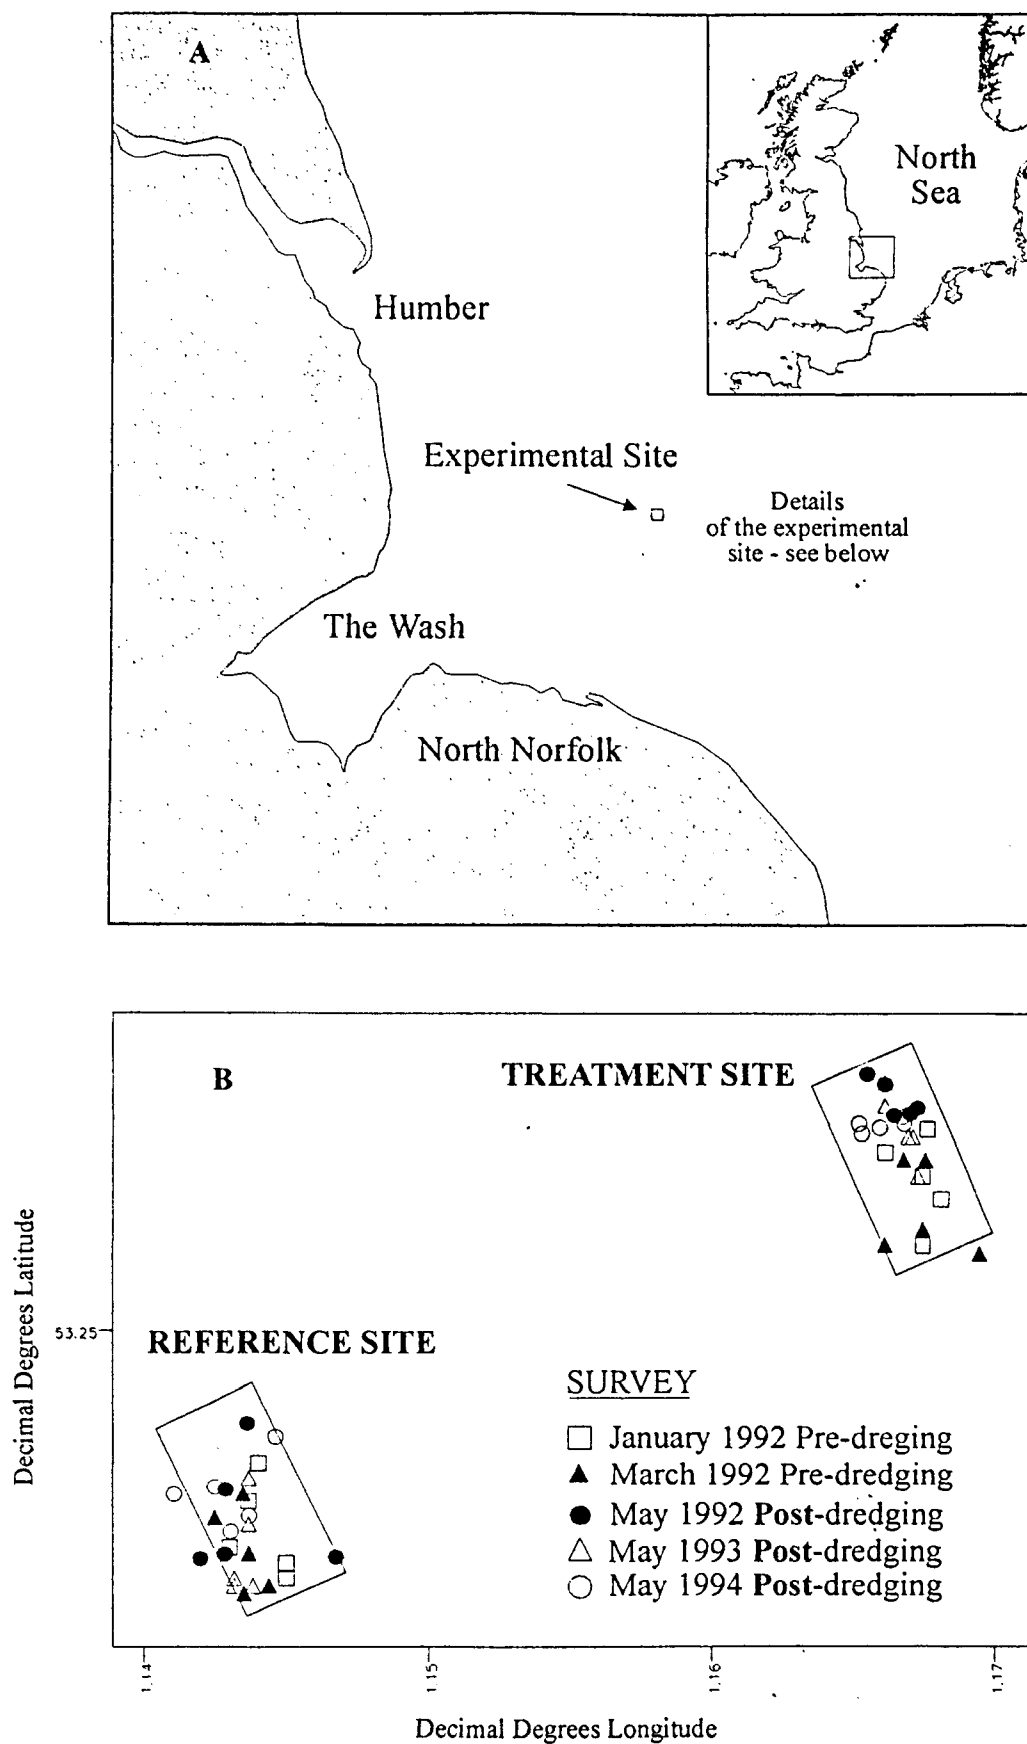 A
North
Sea
Humber
Experimental Site
Details
of the experimental
site - see below
The Wash
North Norfolk
B
TREATMENT SITE
Decimal Degrees Latitude
53.25
REFERENCE SITE
SURVEY
January 1992 Pre-dreging
March 1992 Pre-dredging
May 1992 Post-dredging
May 1993 Post-dredging
May 1994 Post-dredging
1.14
1.15
1.16
1.17
Decimal Degrees Longitude